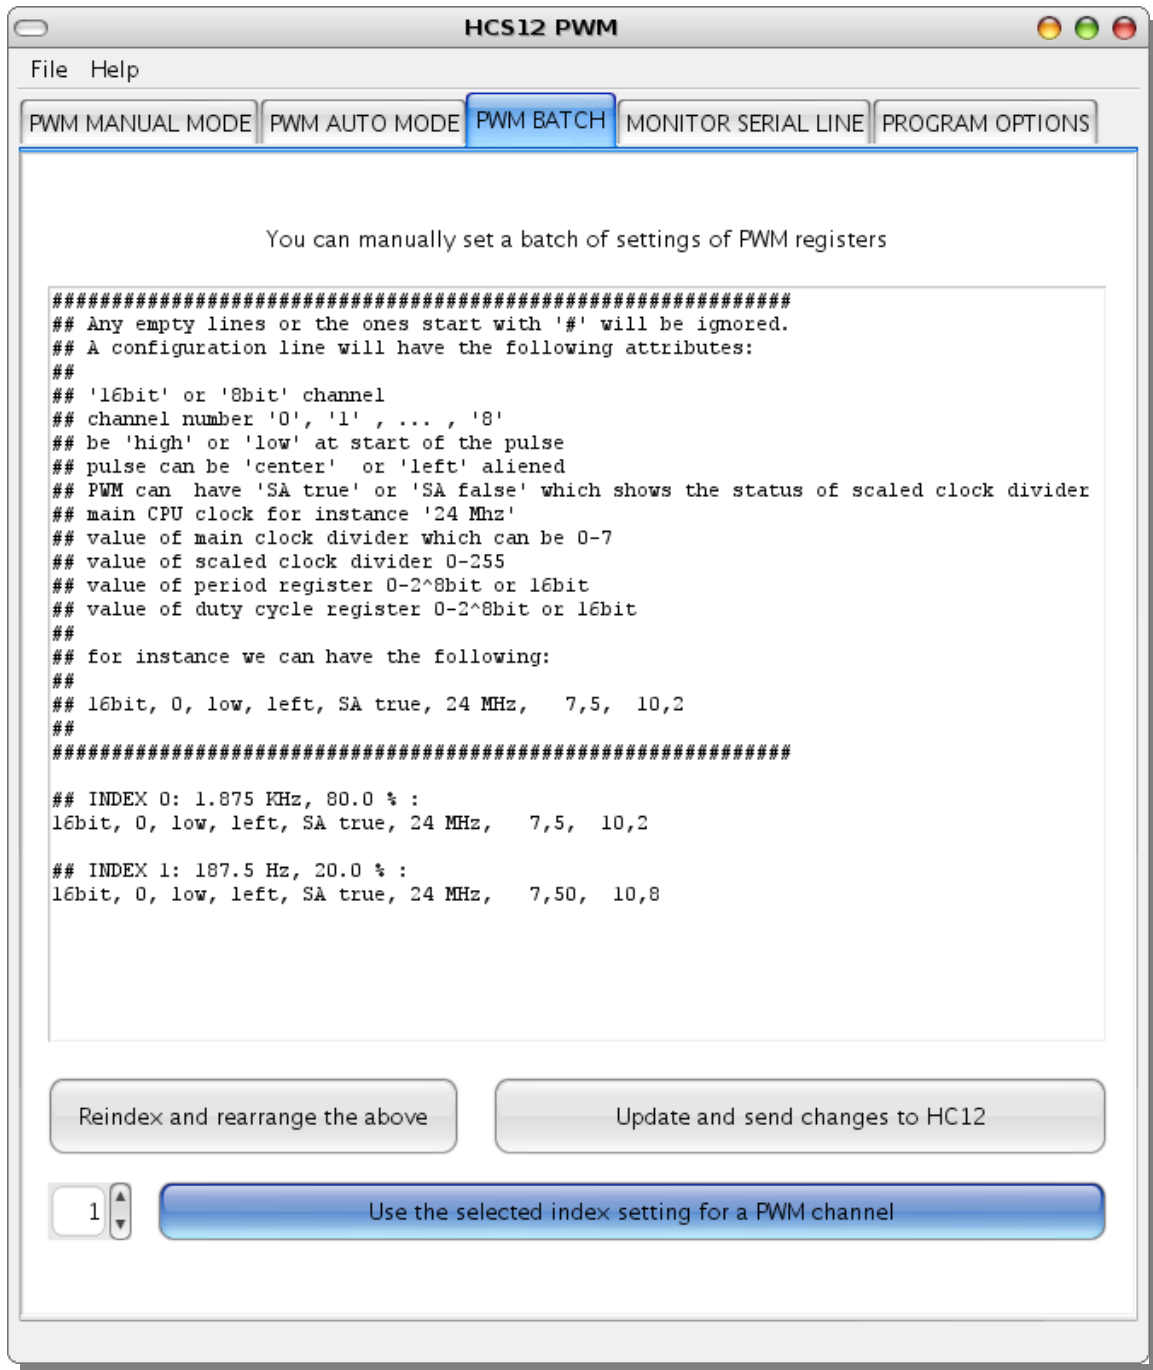 HCS12 PWM
File Help
PWM MANUAL MODE PWM AUTO MODE PWM BATCH MONITOR SERIAL LINE PROGRAM OPTIONS
You can manually set a batch of settings of PWM registers
##############################################################
## Any empty lines or the ones start with '#' will be ignored.
## A configuration line will have the following attributes:
##
## '16bit' or '8bit' channel
## channel number '0', '1' , ... , '8'
## be 'high' or 'low' at start of the pulse
## pulse can be 'center'  or 'left' aliened
## PWM can  have 'SA true' or 'SA false' which shows the status of scaled clock divider
## main CPU clock for instance '24 Mhz'
## value of main clock divider which can be 0-7
## value of scaled clock divider 0-255
## value of period register 0-2^8bit or 16bit
## value of duty cycle register 0-2^8bit or 16bit
##
## for instance we can have the following:
##
## 16bit, 0, low, left, SA true, 24 MHz,   7,5,  10,2
##
##############################################################
## INDEX 0: 1.875 KHz, 80.0 % :
16bit, 0, low, left, SA true, 24 MHz,   7,5,  10,2
## INDEX 1: 187.5 Hz, 20.0 % :
16bit, 0, low, left, SA true, 24 MHz,   7,50,  10,8
Reindex and rearrange the above
Update and send changes to HC12
1
Use the selected index setting for a PWM channel